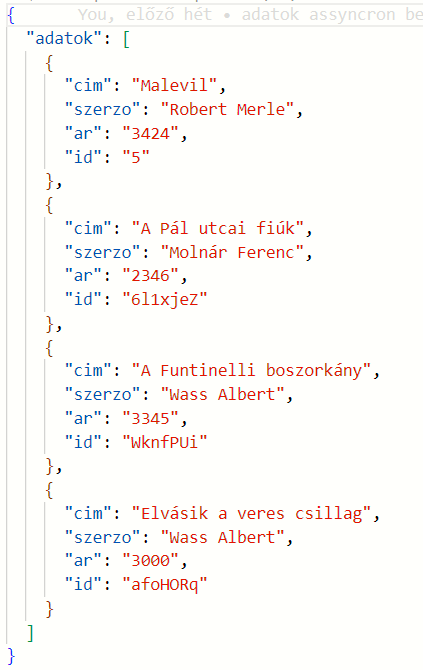 { You, előző hét • adatok assyncron be
"adatok": [
{
"cim": "Malevil",
"szerzo": "Robert Merle",
"ar": "3424",
"id": "5"
},
{
"cim": "A Pál utcai fiúk",
"szerzo": "Molnár Ferenc",
"ar": "2346",
"id": "6l1xjeZ"
},
{
"cim": "A Funtinelli boszorkány",
"szerzo": "Wass Albert",
"ar": "3345",
"id": "WknfPUi"
},
{
"cim": "Elvásik a veres csillag",
"szerzo": "Wass Albert",
"ar": "3000",
"id": "afoHORq"
}
]
}